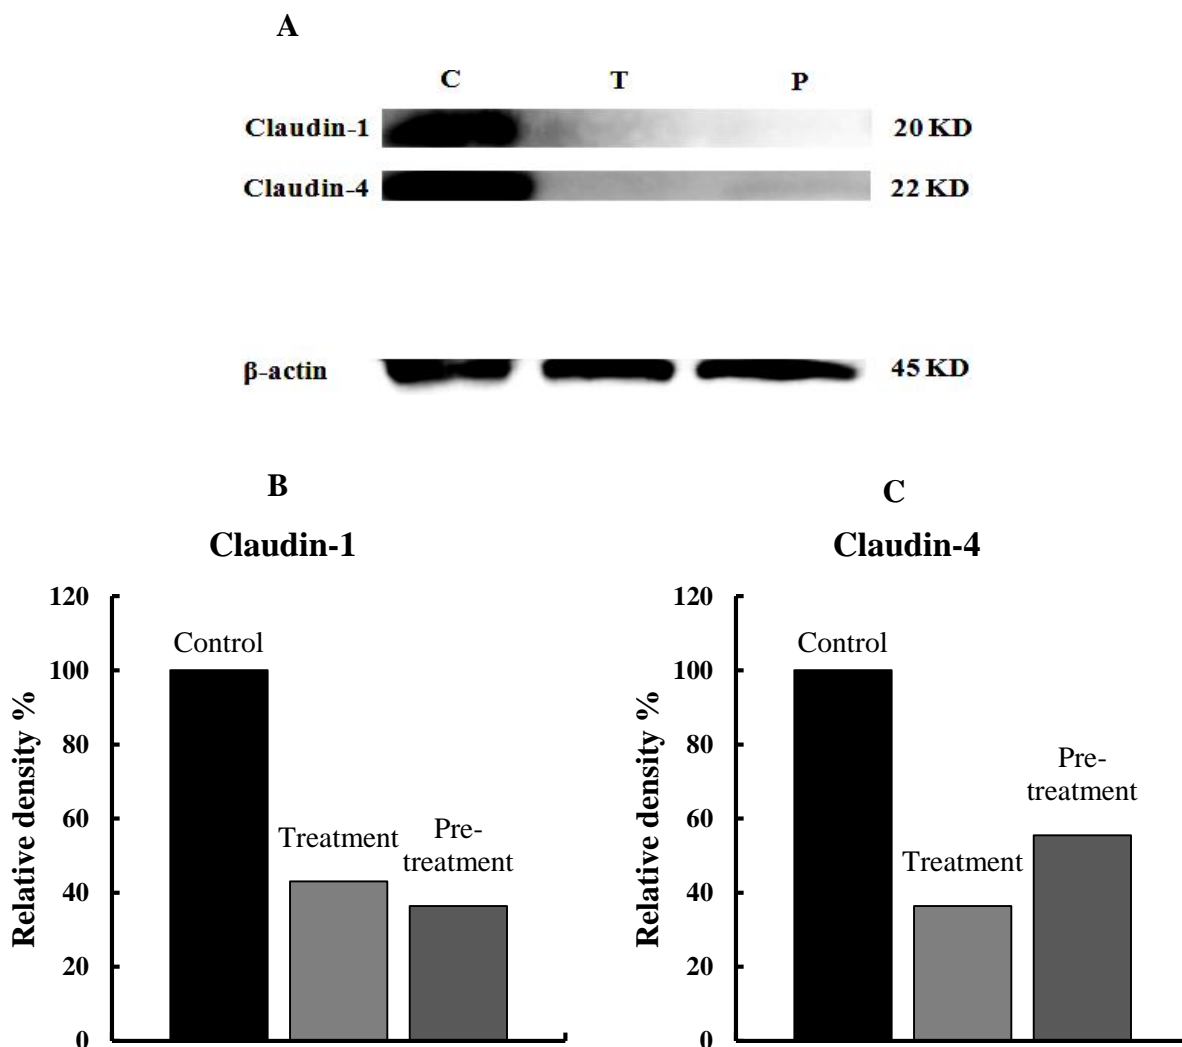 A
C T P
Claudin-1 20 KD
Claudin-4 22 KD
β-actin 45 KD
B
Claudin-1
120
100
80
60
40
20
0
Relative density %
Control
Treatment
Pre-
treatment
C
Claudin-4
120
100
80
60
40
20
0
Relative density %
Control
Treatment
Pre-
treatment